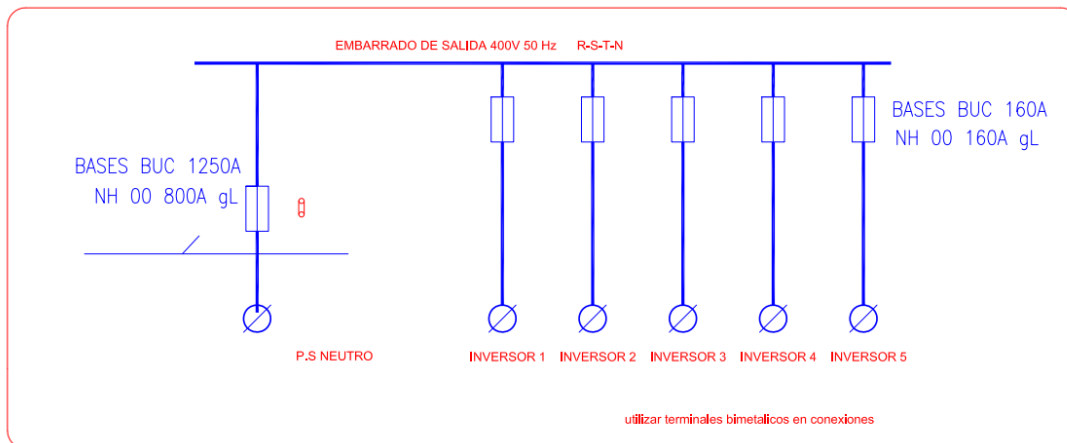 EMBARRADO DE SALIDA 400V 50 Hz R-S-T-N
BASES BUC 160A
NH 00 160A gL
BASES BUC 1250A
NH 00 800A gL
P.S NEUTRO
INVERSOR 1
INVERSOR 2
INVERSOR 3
INVERSOR 4
INVERSOR 5
utilizar terminales bimetalicos en conexiones